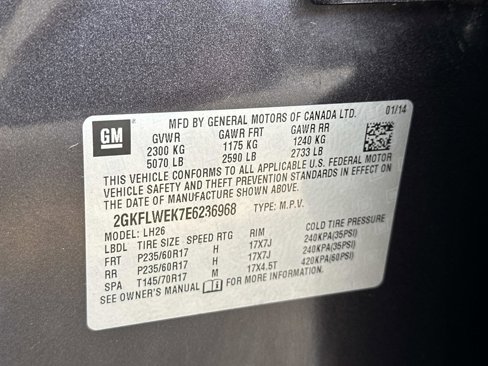 GM
MFD BY GENERAL MOTORS OF CANADA LTD. 01/14
GVWR GAWR FRT GAWR RR
2300 KG 1175 KG 1240 KG
5070 LB 2590 LB 2733 LB
THIS VEHICLE CONFORMS TO ALL APPLICABLE U.S. FEDERAL MOTOR
VEHICLE SAFETY AND THEFT PREVENTION STANDARDS IN EFFECT ON
THE DATE OF MANUFACTURE SHOWN ABOVE.
2GKFLWEK7E6236968 TYPE: M.P.V.
MODEL: LH26
LBDL TIRE SIZE SPEED RTG RIM COLD TIRE PRESSURE
FRT P235/60R17 H 17X7J 240KPA(35PSI)
RR P235/60R17 H 17X7J 240KPA(35PSI)
SPA T145/70R17 M 17X4.5T 420KPA(60PSI)
SEE OWNER'S MANUAL FOR MORE INFORMATION.